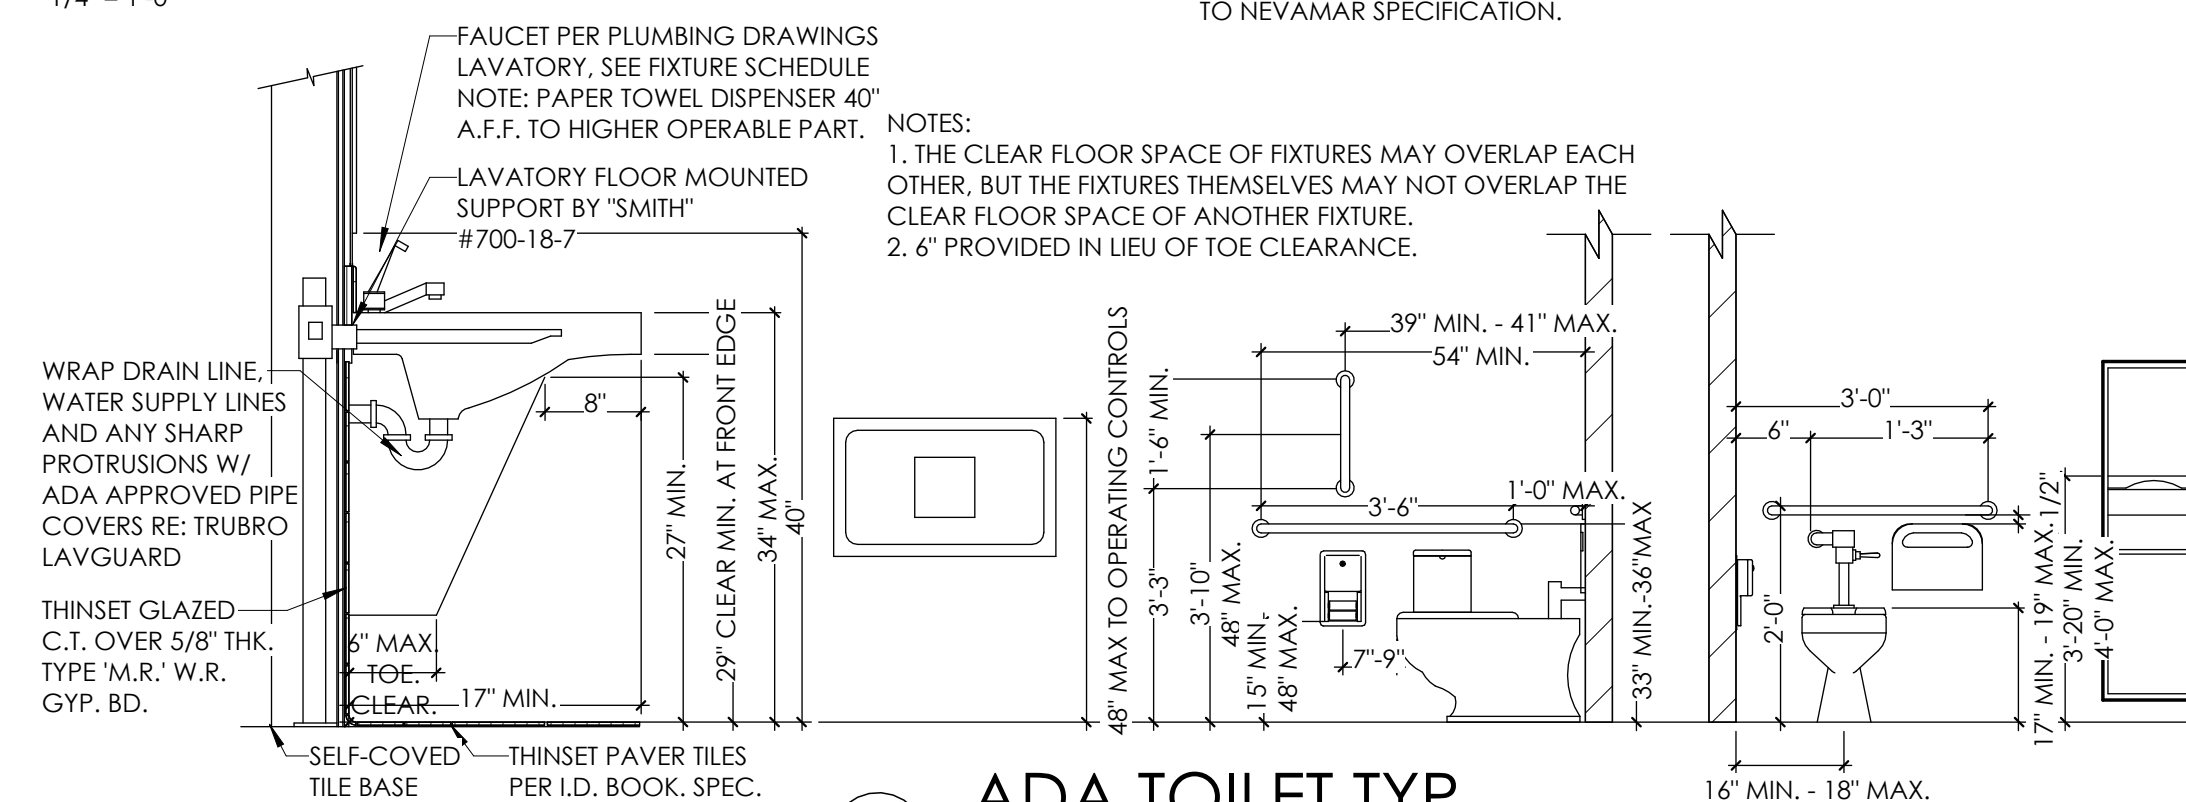 1/4" = 1'-0"
TO NEVAMAR SPECIFICATION.
FAUCET PER PLUMBING DRAWINGS
LAVATORY, SEE FIXTURE SCHEDULE
NOTE: PAPER TOWEL DISPENSER 40"
A.F.F. TO HIGHER OPERABLE PART.
LAVATORY FLOOR MOUNTED
SUPPORT BY "SMITH"
#700-18-7
NOTES:
1. THE CLEAR FLOOR SPACE OF FIXTURES MAY OVERLAP EACH
OTHER, BUT THE FIXTURES THEMSELVES MAY NOT OVERLAP THE
CLEAR FLOOR SPACE OF ANOTHER FIXTURE.
2. 6" PROVIDED IN LIEU OF TOE CLEARANCE.
WRAP DRAIN LINE,
WATER SUPPLY LINES
AND ANY SHARP
PROTRUSIONS W/
ADA APPROVED PIPE
COVERS RE: TRUBRO
LAVGUARD
THINSET GLAZED
C.T. OVER 5/8" THK.
TYPE 'M.R.' W.R.
GYP. BD.
8"
6" MAX.
TOE.
CLEAR.
17" MIN.
27" MIN.
29" CLEAR MIN. AT FRONT EDGE
34" MAX.
40"
SELF-COVED
TILE BASE
THINSET PAVER TILES
PER I.D. BOOK. SPEC.
48" MAX TO OPERATING CONTROLS
39" MIN. - 41" MAX.
54" MIN.
1'-6" MIN.
3'-3"
3'-10"
48" MAX.
15" MIN.
48" MAX.
3'-6"
1'-0" MAX.
7"-9"
33" MIN.-36"MAX
3'-0"
6"
1'-3"
2'-0"
1/2"
17" MIN. - 19" MAX.
3'-20" MIN.
4'-0" MAX.
16" MIN. - 18" MAX.
ADA TOILET TYP